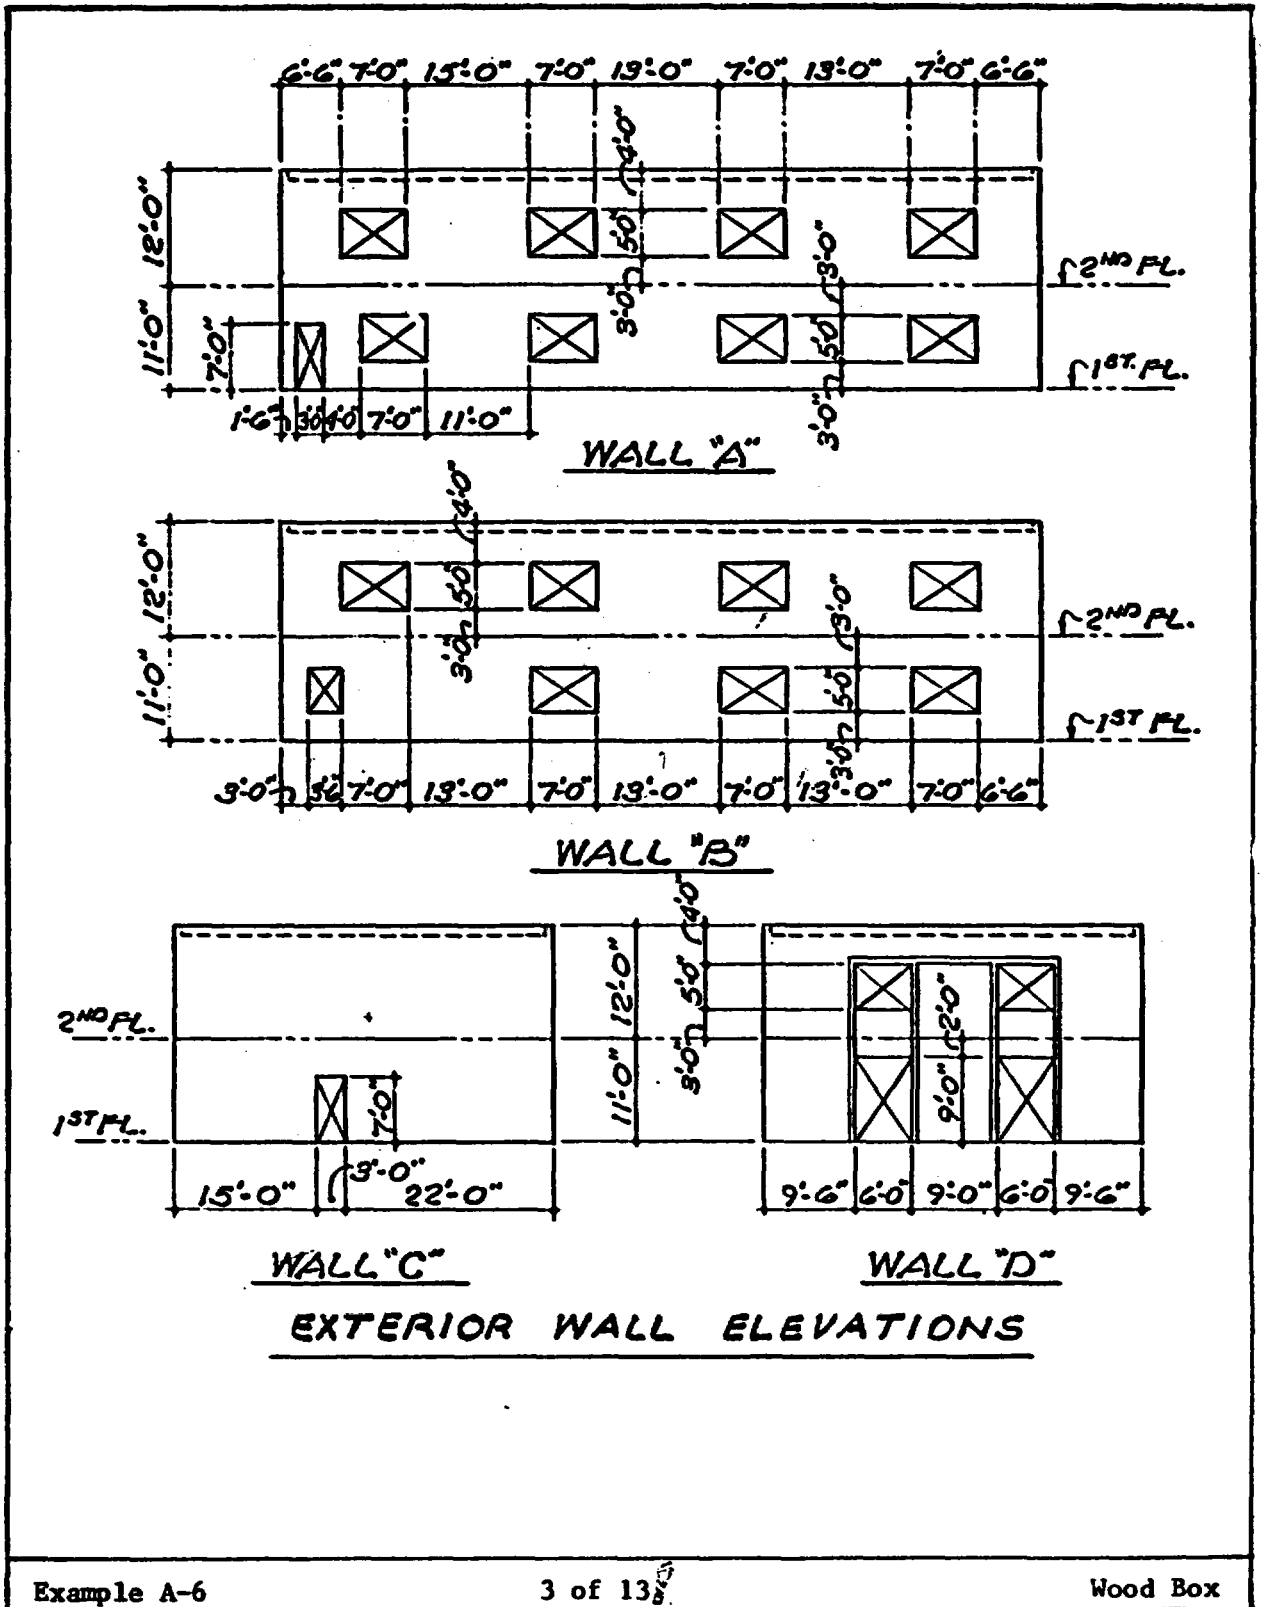 6'-6" 7'-0" 15'-0" 7'-0" 19'-0" 7'-0" 13'-0" 7'-0" 6'-6"
4'-0"
12'-0"
5'-0"
3'-0"
3'-0"
2ND FL.
11'-0"
7'-0"
5'-0"
3'-0"
1ST. FL.
1'-6" 3'-0" 4'-0" 7'-0" 11'-0"
WALL "A"
4'-0"
12'-0"
5'-0"
3'-0"
3'-0"
2ND FL.
11'-0"
5'-0"
3'-0"
1ST FL.
3'-0" 3'-6" 7'-0" 13'-0" 7'-0" 13'-0" 7'-0" 13'-0" 7'-0" 6'-6"
WALL "B"
2ND FL.
1ST FL.
7'-0"
15'-0" 3'-0" 22'-0"
12'-0"
11'-0"
4'-0"
5'-0"
3'-0"
2'-0"
9'-0"
9'-6" 6'-0" 9'-0" 6'-0" 9'-6"
WALL "C"
WALL "D"
EXTERIOR WALL ELEVATIONS
Example A-6
3 of 13
Wood Box